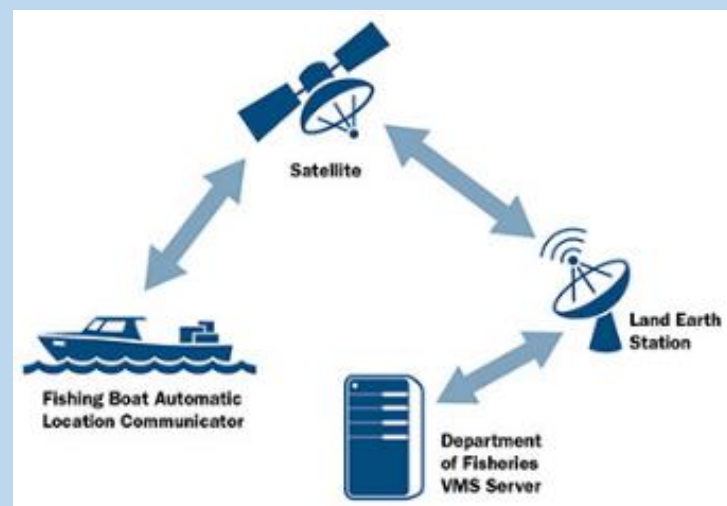 Satellite
Land Earth
Station
Fishing Boat Automatic
Location Communicator
Department
of Fisheries
VMS Server